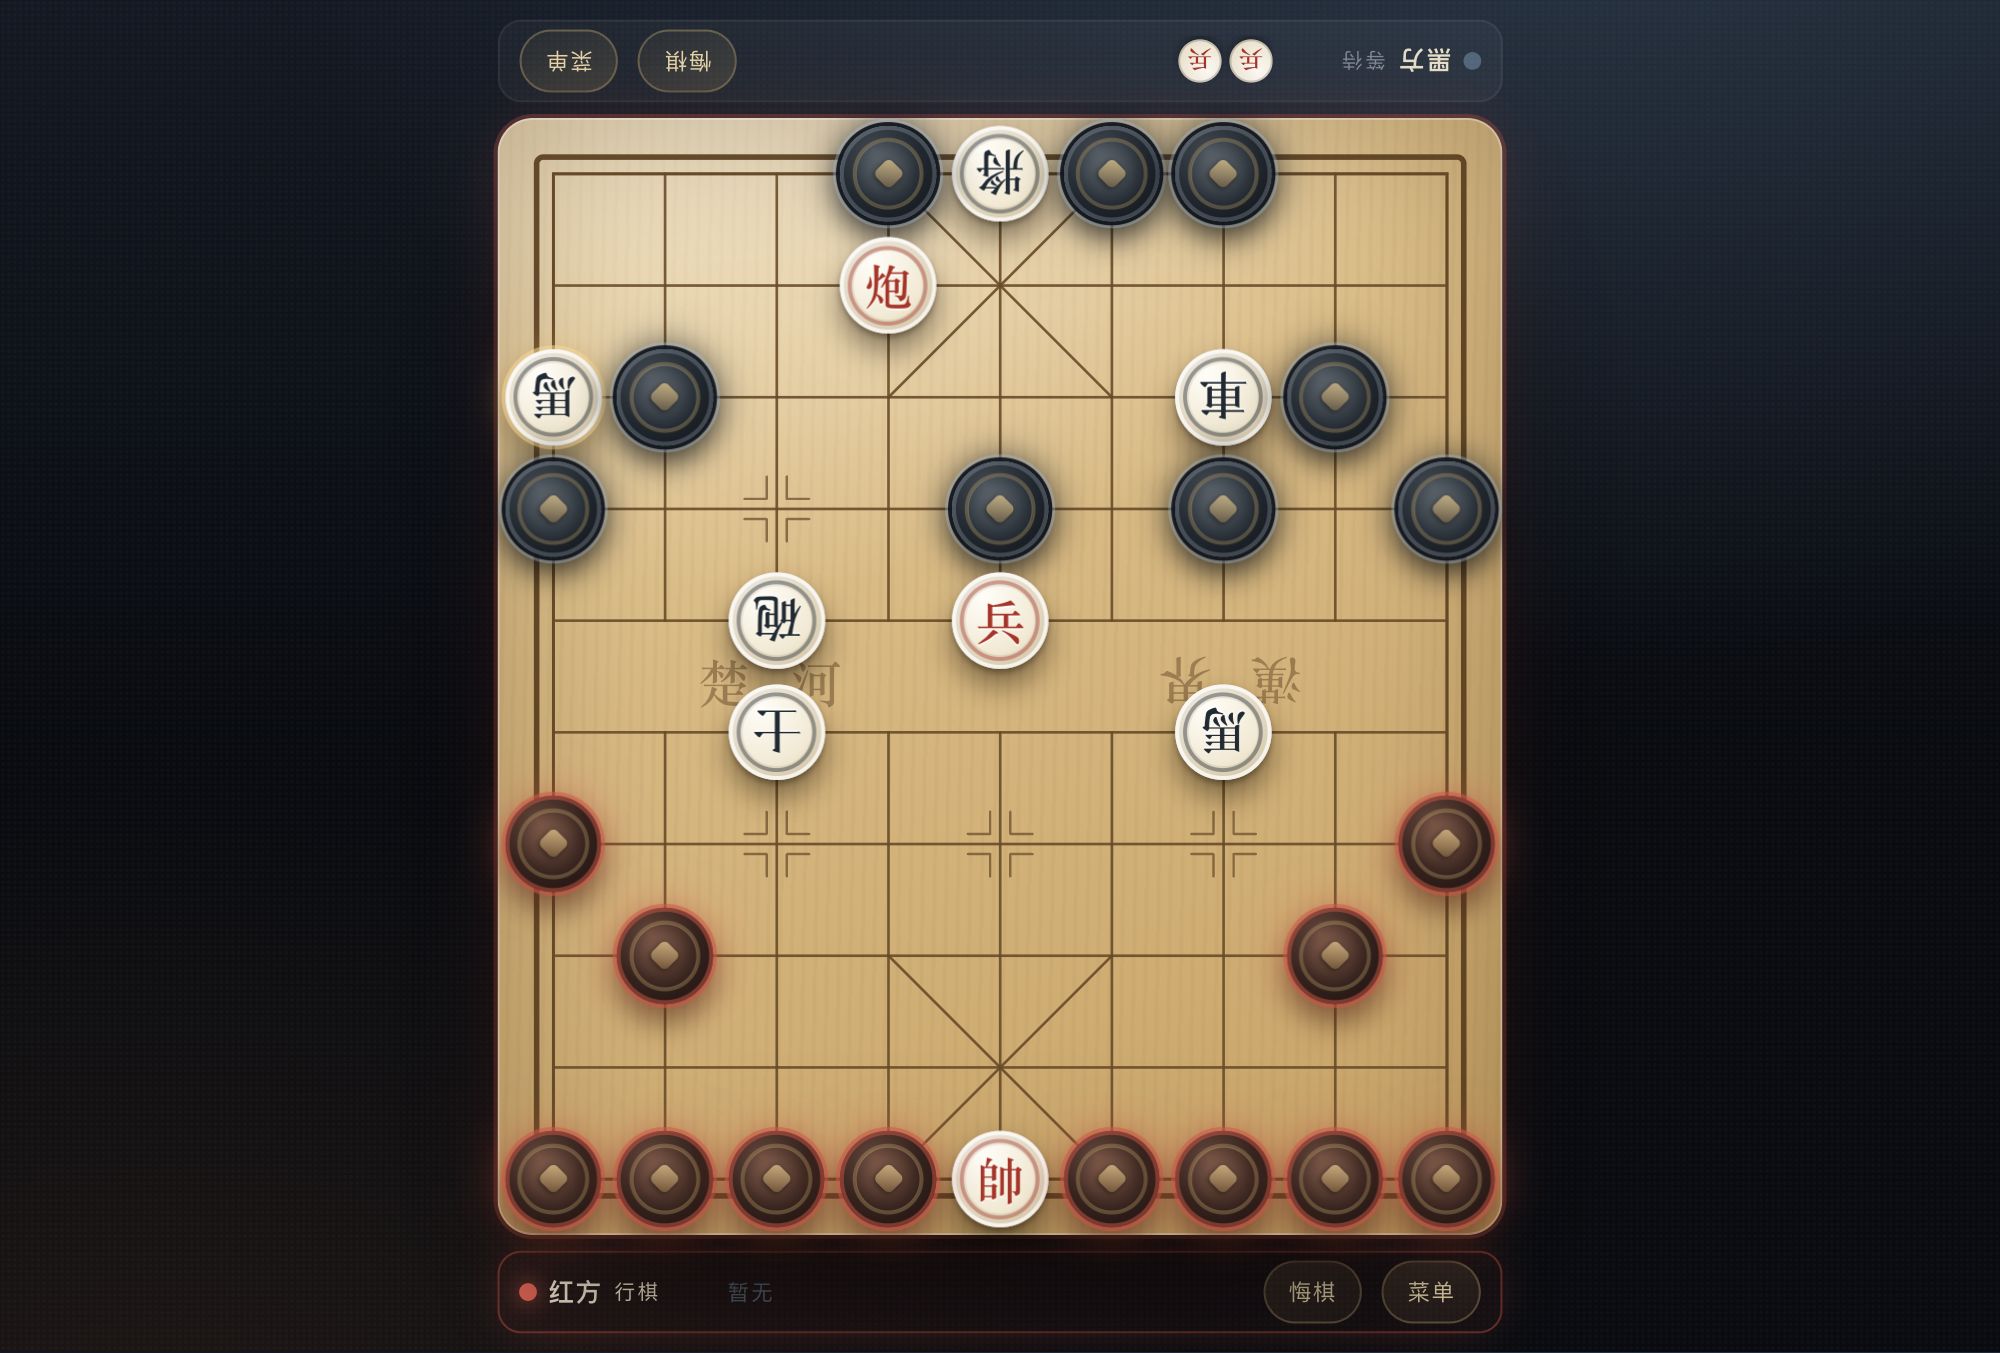 菜单 悔棋 兵 兵 等待 黑方
將
炮
馬 車
砲 兵
楚 河 漢 界
士 馬
帥
红方 行棋 暂无 悔棋 菜单